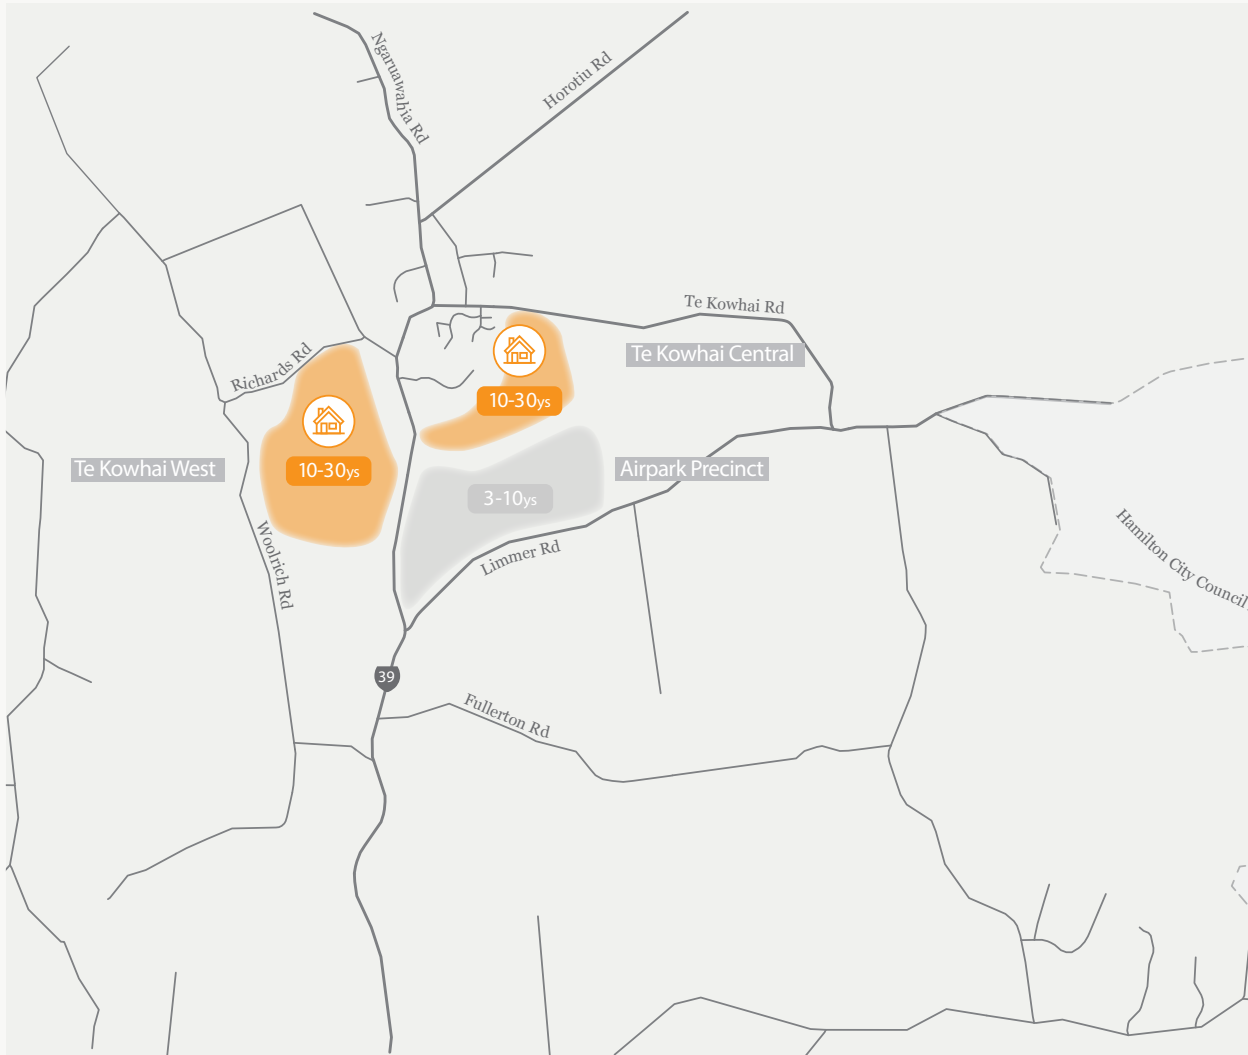 Ngaruawahia Rd
Horotiu Rd
Te Kowhai Rd
Te Kowhai Central
Richards Rd
10-30ys
Te Kowhai West
10-30ys
Airpark Precinct
3-10ys
Woolrich Rd
Limmer Rd
Hamilton City Council
39
Fullerton Rd